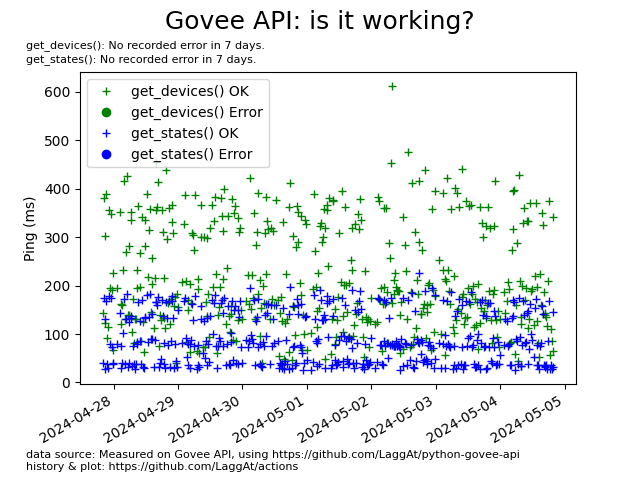 Govee API: is it working?
get_devices(): No recorded error in 7 days.
get_states(): No recorded error in 7 days.
get_devices() OK
get_devices() Error
get_states() OK
get_states() Error
Ping (ms)
600
500
400
300
200
100
0
2024-04-28
2024-04-29
2024-04-30
2024-05-01
2024-05-02
2024-05-03
2024-05-04
2024-05-05
data source: Measured on Govee API, using https://github.com/LaggAt/python-govee-api
history & plot: https://github.com/LaggAt/actions